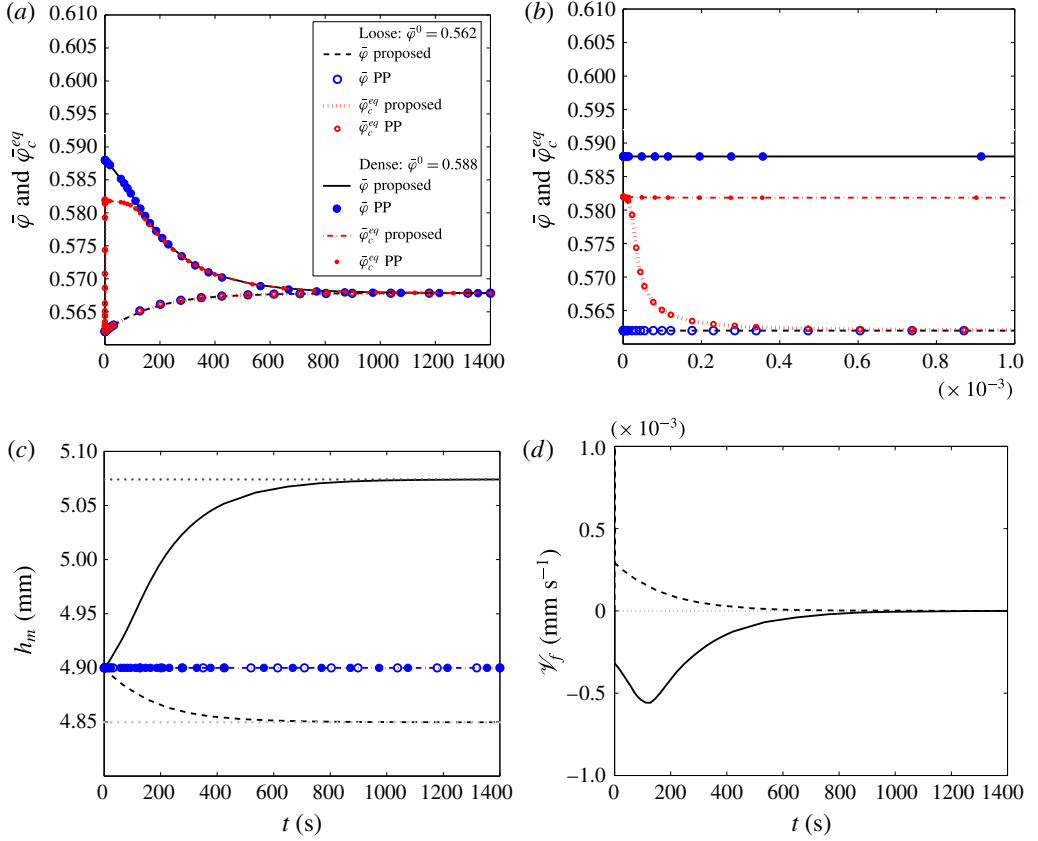 (a)
0.610
0.605
0.600
0.595
0.590
0.585
0.580
0.575
0.570
0.565
φ̄ and φ̄_c^{eq}
0 200 400 600 800 1000 1200 1400
Loose: φ̄⁰ = 0.562
φ̄ proposed
φ̄ PP
φ̄_c^{eq} proposed
φ̄_c^{eq} PP
Dense: φ̄⁰ = 0.588
φ̄ proposed
φ̄ PP
φ̄_c^{eq} proposed
φ̄_c^{eq} PP
(b)
0.610
0.605
0.600
0.595
0.590
0.585
0.580
0.575
0.570
0.565
φ̄ and φ̄_c^{eq}
0 0.2 0.4 0.6 0.8 1.0
(× 10⁻³)
(c)
5.10
5.05
5.00
4.95
4.90
4.85
h_m (mm)
0 200 400 600 800 1000 1200 1400
t (s)
(d)
(× 10⁻³)
1.0
0.5
0
−0.5
−1.0
𝒱_f (mm s⁻¹)
0 200 400 600 800 1000 1200 1400
t (s)